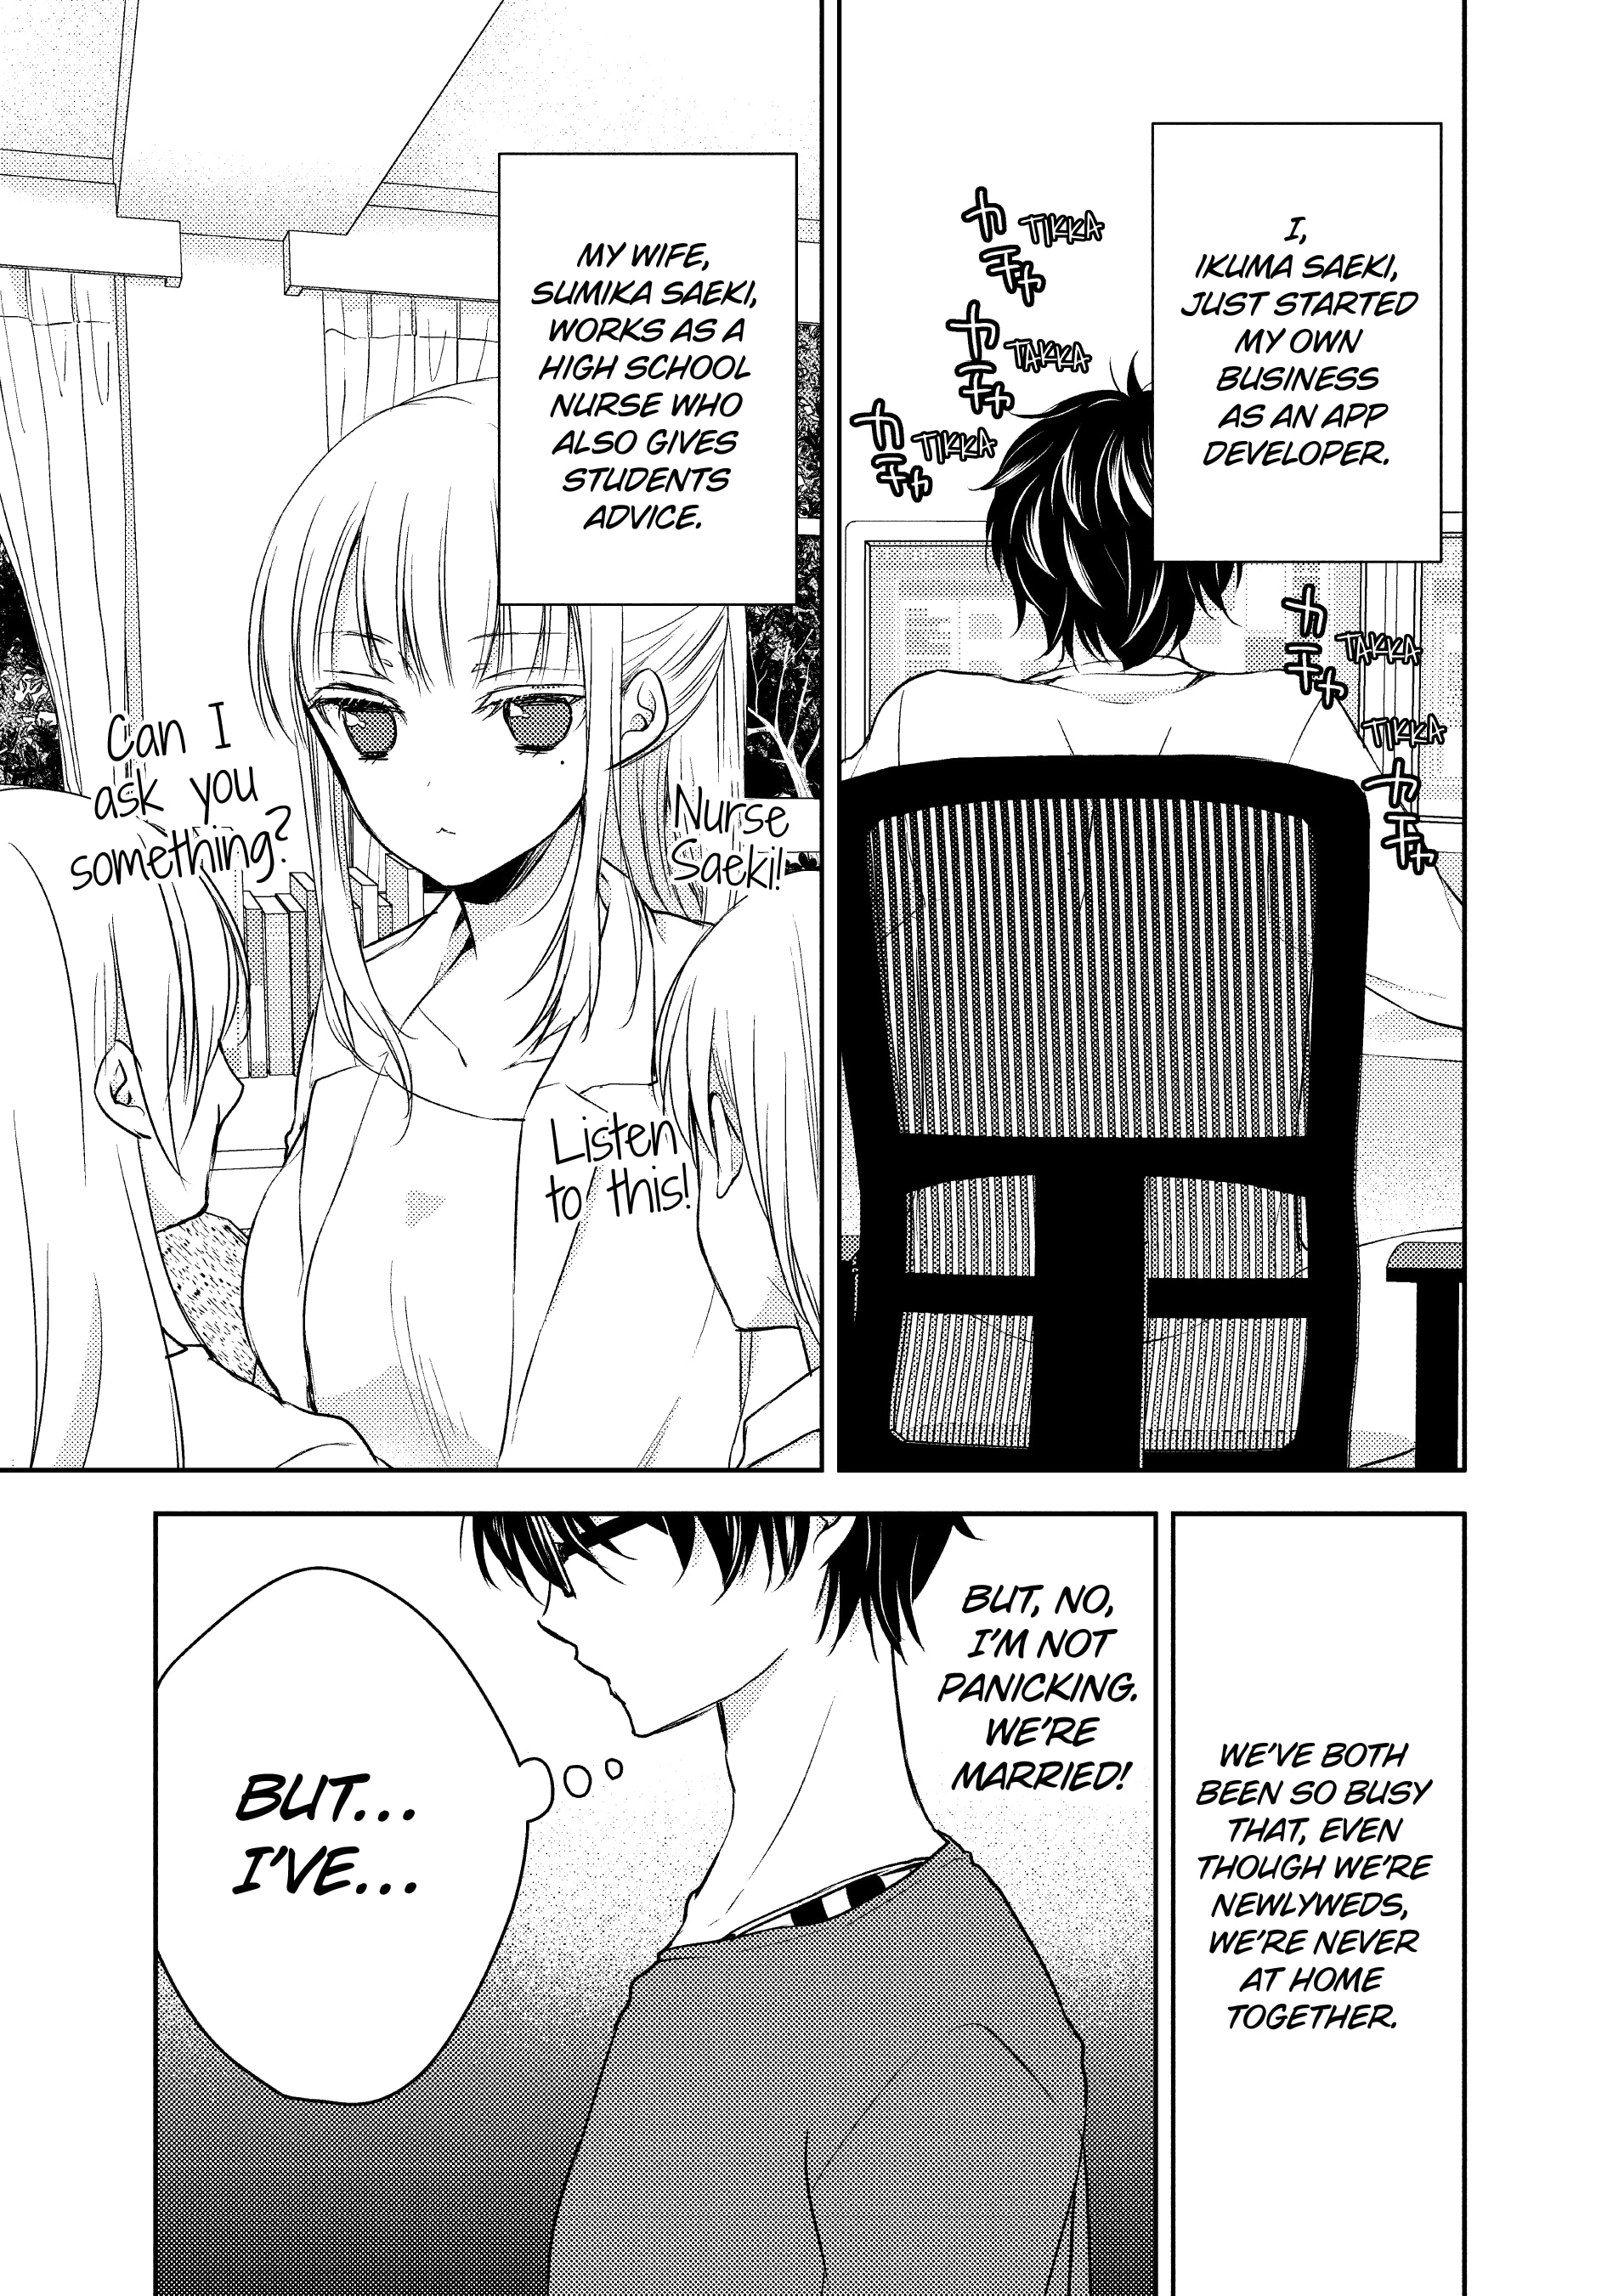 I,
IKUMA SAEKI,
JUST STARTED
MY OWN
BUSINESS
AS AN APP
DEVELOPER.
カチャ
TIKKA
カチャ
TAKKA
カチャ
TIKKA
カチャ
TAKKA
カチャ
TIKKA
MY WIFE,
SUMIKA SAEKI,
WORKS AS A
HIGH SCHOOL
NURSE WHO
ALSO GIVES
STUDENTS
ADVICE.
Nurse
Saeki!
Can I
ask you
something?
Listen
to this!
WE'VE BOTH
BEEN SO BUSY
THAT, EVEN
THOUGH WE'RE
NEWLYWEDS,
WE'RE NEVER
AT HOME
TOGETHER.
BUT, NO,
I'M NOT
PANICKING.
WE'RE
MARRIED!
BUT...
I'VE...